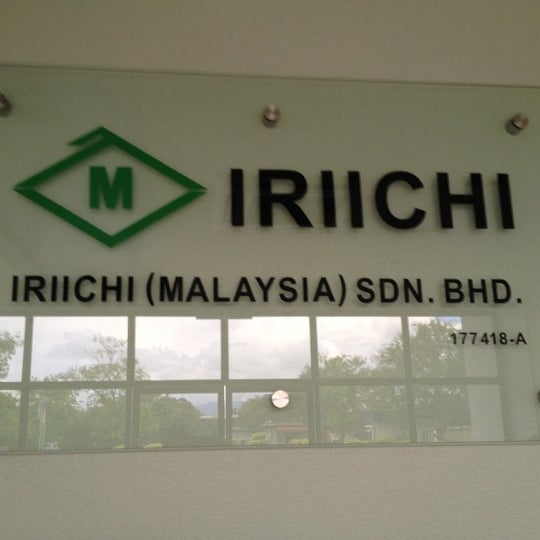 M IRIICHI
IRIICHI (MALAYSIA) SDN. BHD.
177418-A